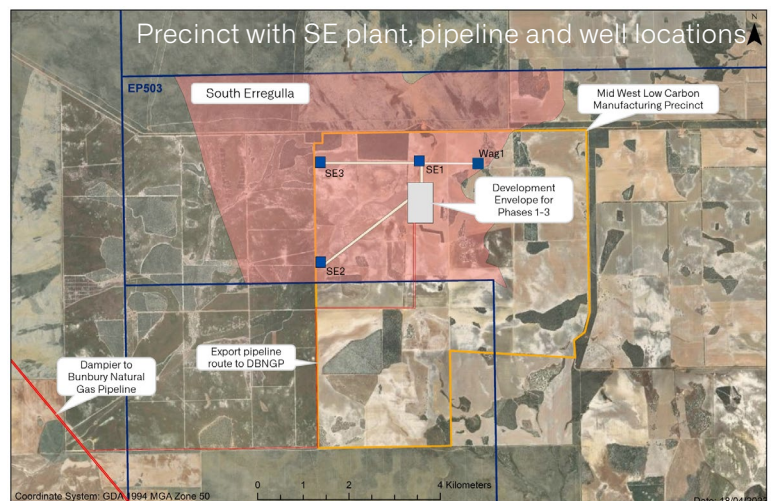 Precinct with SE plant, pipeline and well locations
N
EP503
South Erregulla
Mid West Low Carbon
Manufacturing Precinct
SE3
SE1
Wag1
Development
Envelope for
Phases 1-3
SE2
Export pipeline
route to DBNGP
Dampier to
Bunbury Natural
Gas Pipeline
0 1 2 4 Kilometers
Coordinate System: GDA 1994 MGA Zone 50
Date: